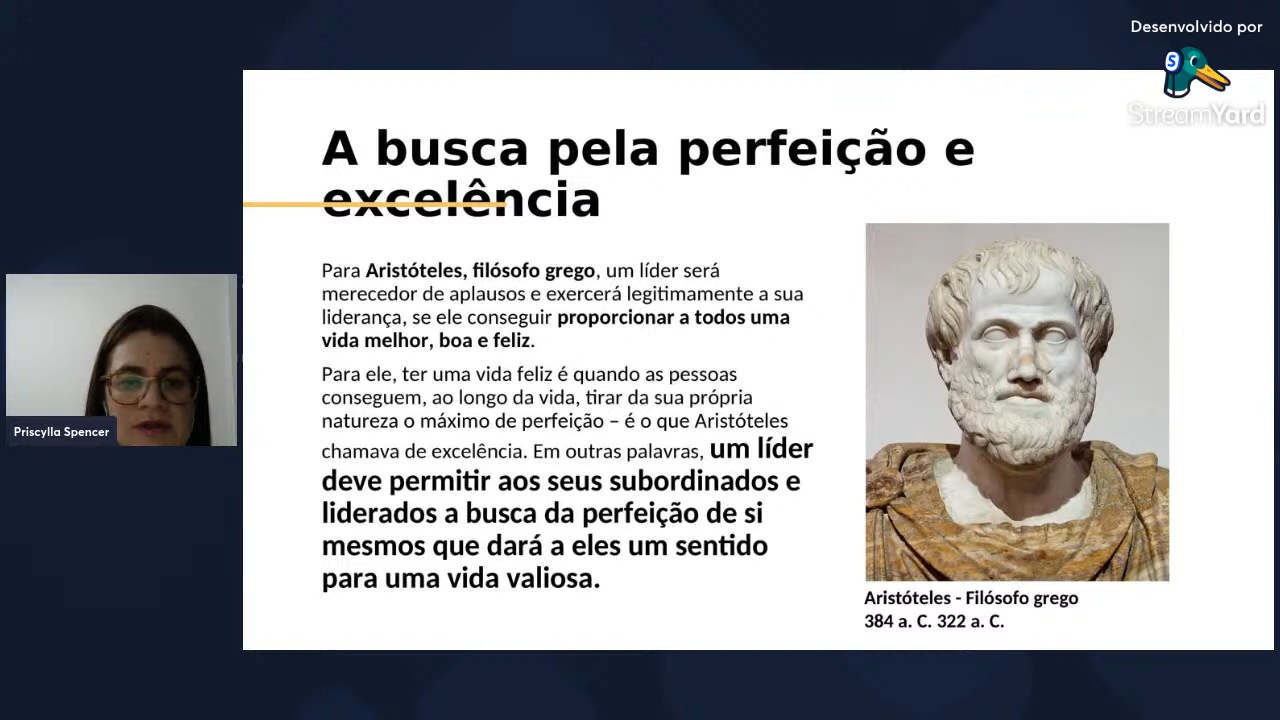 Desenvolvido por
S
StreamYard
A busca pela perfeição e
excelência
Para Aristóteles, filósofo grego, um líder será
merecedor de aplausos e exercerá legitimamente a sua
liderança, se ele conseguir proporcionar a todos uma
vida melhor, boa e feliz.
Para ele, ter uma vida feliz é quando as pessoas
conseguem, ao longo da vida, tirar da sua própria
natureza o máximo de perfeição – é o que Aristóteles
chamava de excelência. Em outras palavras, um líder
deve permitir aos seus subordinados e
liderados a busca da perfeição de si
mesmos que dará a eles um sentido
para uma vida valiosa.
Aristóteles - Filósofo grego
384 a. C. 322 a. C.
Priscylla Spencer